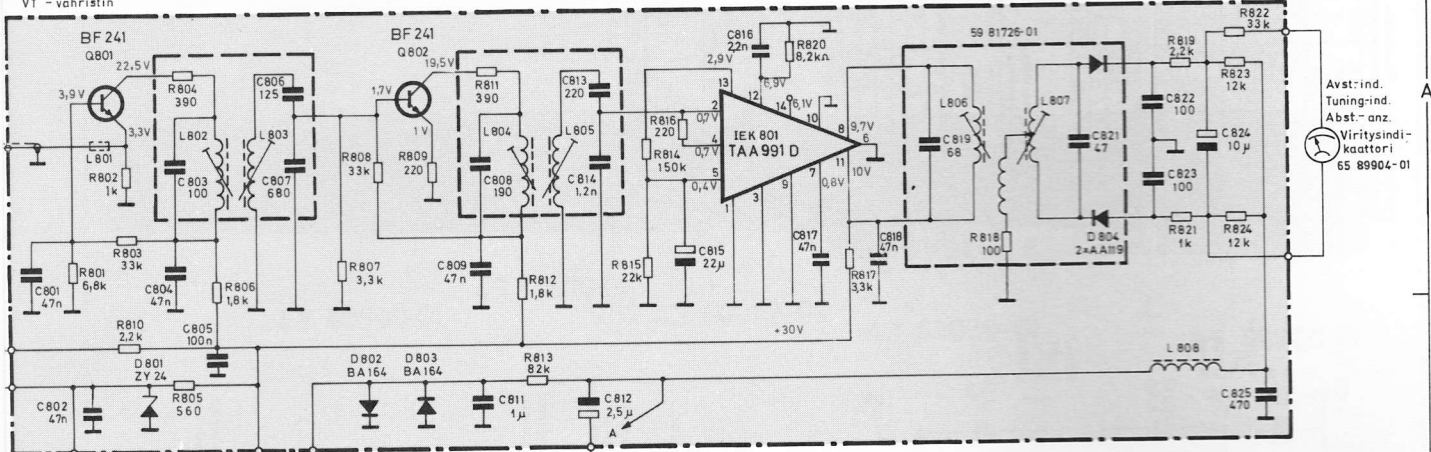 VT - vahristin
BF 241
Q801
22,5V
3,9V
3,3V
L801
R802
1k
R804
390
C806
125
L802
L803
C803
100
C807
680
C801
47n
R801
6,8k
R803
33k
C804
47n
R806
1,8k
R810
2,2k
C805
100n
C802
47n
D801
ZY 24
R805
560
BF 241
Q802
19,5V
1,7V
1V
R808
33k
R809
220
R807
3,3k
R811
390
C813
220
L804
L805
C808
190
C814
1,2n
C809
47n
R812
1,8k
D802
BA164
D803
BA164
C811
1µ
R813
82k
C812
2,5µ
A
C816
2,2n
R820
8,2kΩ
2,9V
6,9V
6,1V
13
12
14
10
2
0,7V
4
0,7V
5
0,4V
R816
220
R814
150k
IEK 801
TAA 991 D
8
9,7V
6
11
10V
7
0,8V
1
3
9
R815
22k
C815
22µ
C817
47n
C818
47n
R817
3,3k
+30V
59 81726-01
L806
L807
C819
68
C821
47
R818
100
D804
2×AA119
C822
100
C823
100
R819
2,2k
R822
33k
R823
12k
C824
10µ
R821
1k
R824
12k
L 808
C825
470
Avst.-ind.
Tuning-ind.
Abst.-anz.
Viritysindi-
kaattori
65 89904-01
A